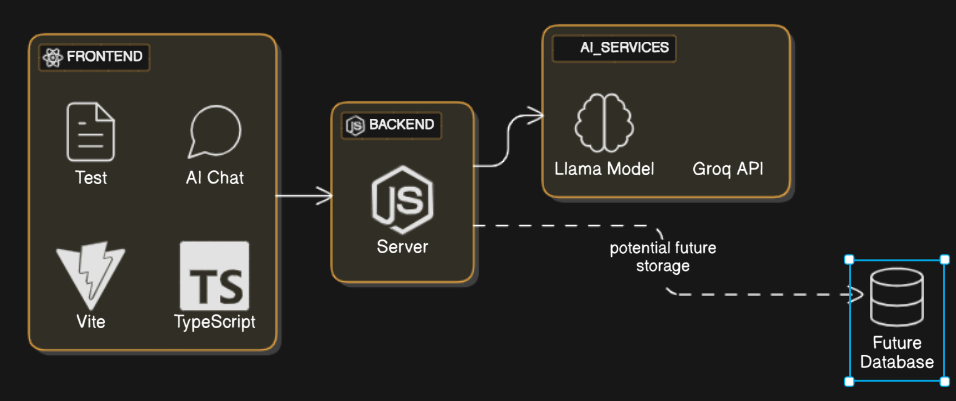 FRONTEND
Test
AI Chat
Vite
TS
TypeScript
JS
BACKEND
JS
Server
AI_SERVICES
Llama Model
Groq API
potential future
storage
Future
Database